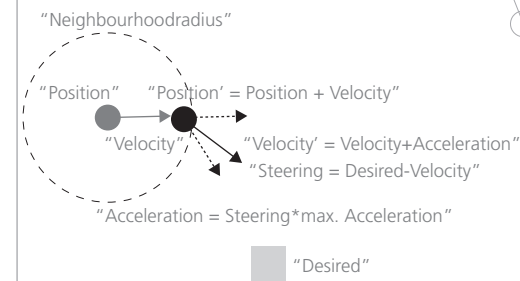 “Neighbourhoodradius”
“Position” “Position’ = Position + Velocity”
“Velocity” “Velocity’ = Velocity+Acceleration”
“Steering = Desired-Velocity”
“Acceleration = Steering*max. Acceleration”
“Desired”